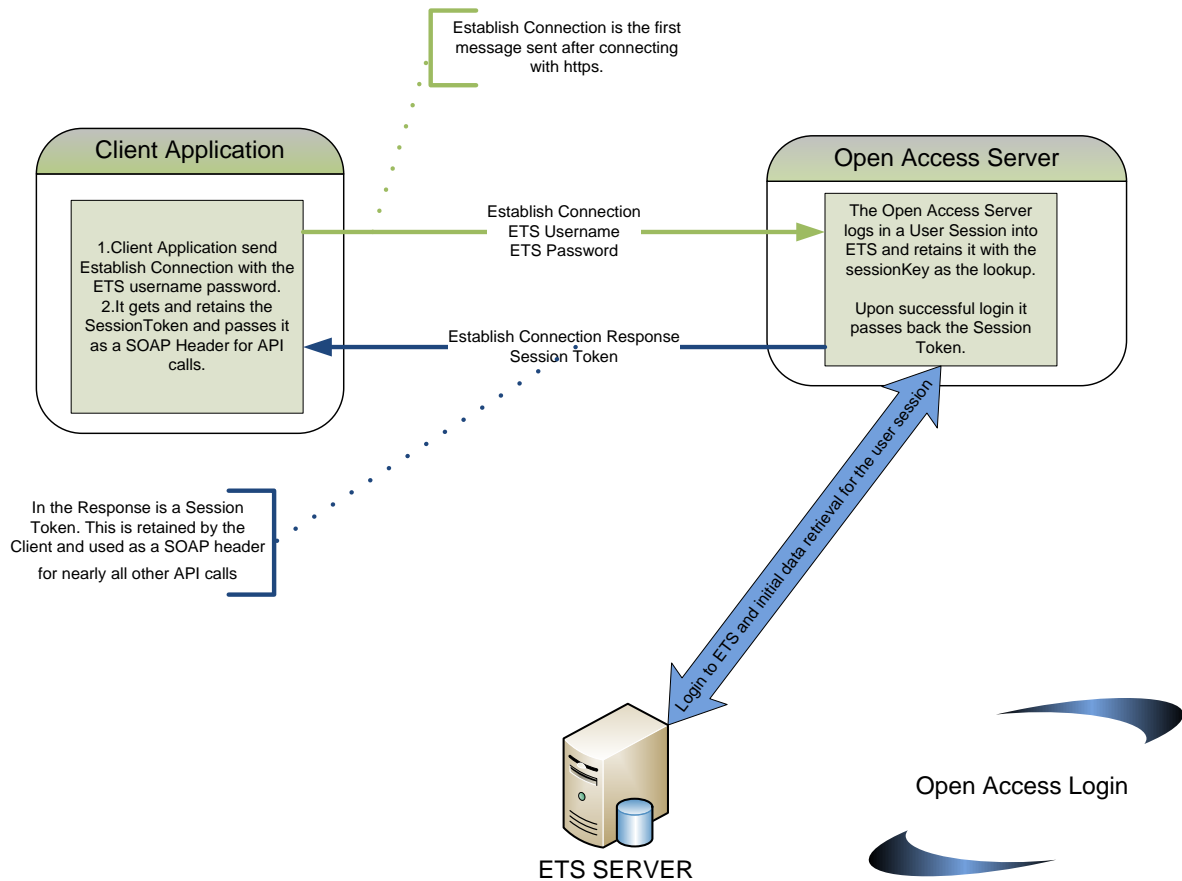 Establish Connection is the first
message sent after connecting
with https.
Client Application
1.Client Application send
Establish Connection with the
ETS username password.
2.It gets and retains the
SessionToken and passes it
as a SOAP Header for API
calls.
Establish Connection
ETS Username
ETS Password
Establish Connection Response
Session Token
Open Access Server
The Open Access Server
logs in a User Session into
ETS and retains it with the
sessionKey as the lookup.
Upon successful login it
passes back the Session
Token.
In the Response is a Session
Token. This is retained by the
Client and used as a SOAP header
for nearly all other API calls
Login to ETS and initial data retrieval for the user session
ETS SERVER
Open Access Login